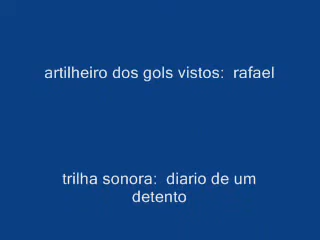 artilheiro dos gols vistos:  rafael
trilha sonora:  diario de um
detento